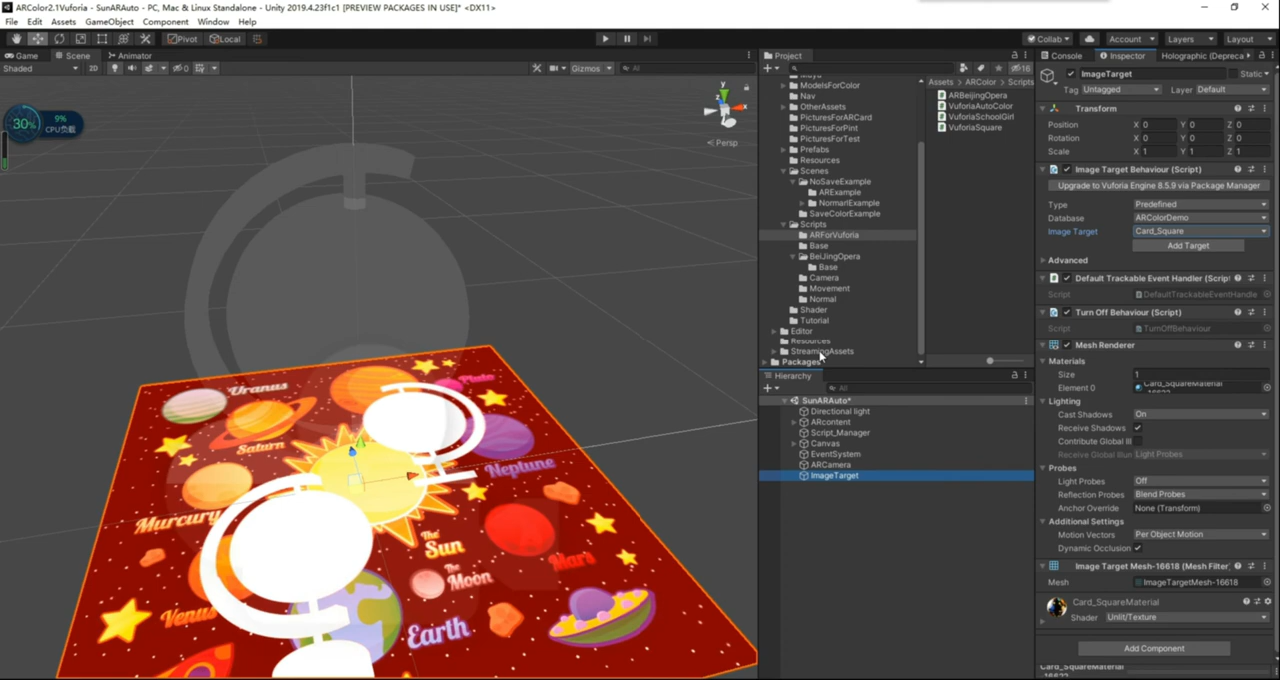 ARColor2.1Vuforia - SunARAuto - PC, Mac & Linux Standalone - Unity 2019.4.23f1c1 [PREVIEW PACKAGES IN USE]* <DX11>
File Edit Assets GameObject Component Window Help
Pivot Local
Collab Account Layers Layout
Game Scene Animator
Shaded 2D 0 Gizmos All
Persp
30% 9%
CPU负载
Project
16
ModelsForColor
Nav
OtherAssets
PicturesForARCard
PicturesForPint
PicturesForTest
Prefabs
Resources
Scenes
NoSaveExample
ARExample
NormarlExample
SaveColorExample
Scripts
ARForVuforia
Base
BeiJingOpera
Base
Camera
Movement
Normal
Shader
Tutorial
Editor
Resources
StreamingAssets
Packages
Assets ARColor Scripts
ARBeijingOpera
VuforiaAutoColor
VuforiaSchoolGirl
VuforiaSquare
Hierarchy
All
SunARAuto*
Directional light
ARcontent
Script_Manager
Canvas
EventSystem
ARCamera
ImageTarget
Console Inspector Holographic (Depreca
ImageTarget Static
Tag Untagged Layer Default
Transform
Position X 0 Y 0 Z 0
Rotation X 0 Y 0 Z 0
Scale X 1 Y 1 Z 1
Image Target Behaviour (Script)
Upgrade to Vuforia Engine 8.5.9 via Package Manager
Type Predefined
Database ARColorDemo
Image Target Card_Square
Add Target
Advanced
Default Trackable Event Handler (Script
Script DefaultTrackableEventHandle
Turn Off Behaviour (Script)
Script TurnOffBehaviour
Mesh Renderer
Materials
Size 1
Element 0 Card_SquareMaterial
Lighting
Cast Shadows On
Receive Shadows
Contribute Global Ill
Receive Global Illum Light Probes
Probes
Light Probes Off
Reflection Probes Blend Probes
Anchor Override None (Transform)
Additional Settings
Motion Vectors Per Object Motion
Dynamic Occlusion
Image Target Mesh-16618 (Mesh Filter)
Mesh ImageTargetMesh-16618
Card_SquareMaterial
Shader Unlit/Texture
Add Component
Card_SquareMaterial
Uranus
Pluto
Saturn
Neptune
Murcury
The Sun
Mars
The Moon
Venus
Earth